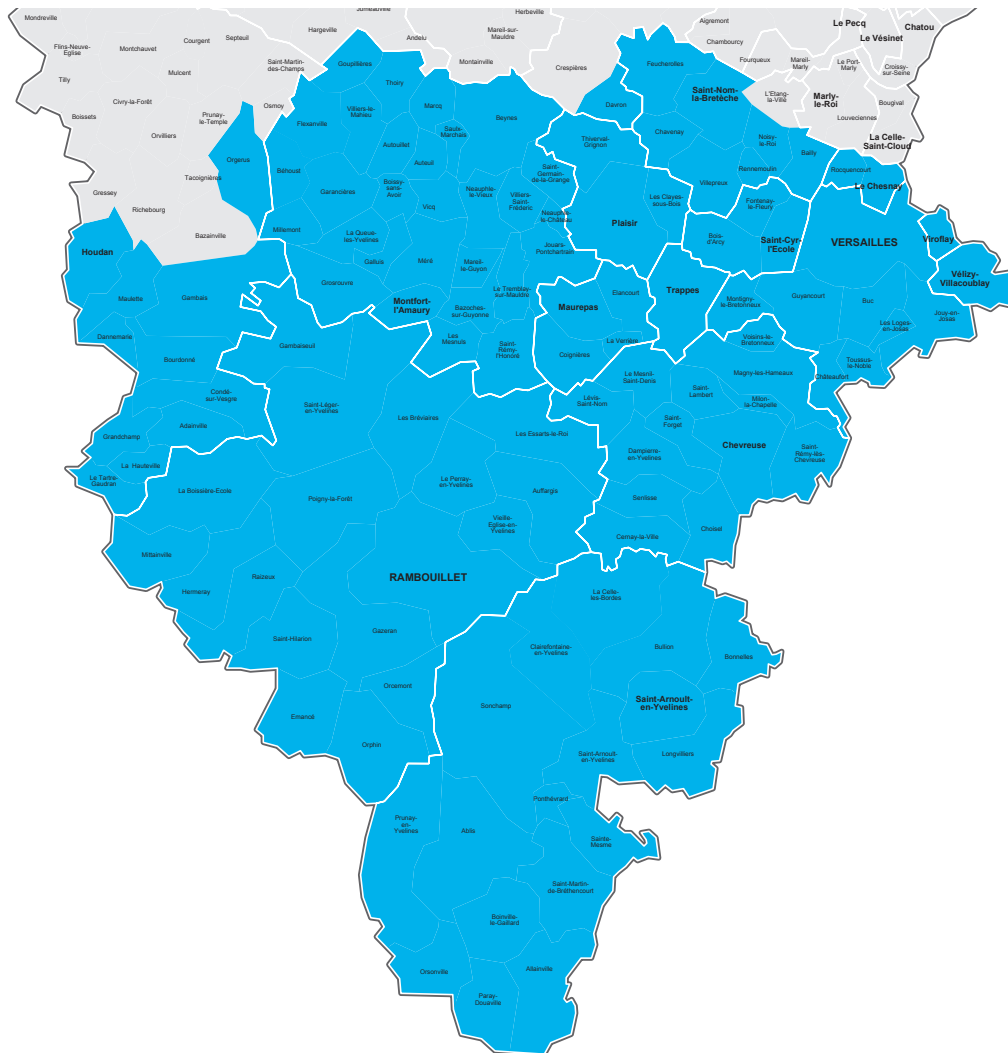 Mondreville
Jumeauville
Herbeville
Aigremont
Le Pecq
Chatou
Courgent
Septeuil
Hargeville
Andelu
Mareil-sur-
Mauldre
Chambourcy
Le Vésinet
Flins-Neuve-
Eglise
Montchauvet
Saint-Martin-
des-Champs
Goupillières
Montainville
Crespières
Feucherolles
Fourqueux
Mareil-
Marly
Le Port-
Marly
Croissy-
sur-Seine
Tilly
Mulcent
Thoiry
Saint-Nom-
la-Bretèche
L'Etang-
la-Ville
Marly-
le-Roi
Bougival
Boissets
Civry-la-Forêt
Prunay-
le-Temple
Osmoy
Flexanville
Villiers-le-
Mahieu
Marcq
Saulx-
Marchais
Beynes
Davron
Louveciennes
Orvilliers
Autouillet
Thiverval-
Grignon
Chavenay
Noisy-
le-Roi
Bailly
La Celle-
Saint-Cloud
Orgerus
Béhoust
Auteuil
Saint-
Germain-
de-la-Grange
Rennemoulin
Rocquencourt
Tacoignières
Garancières
Boissy-
sans-
Avoir
Neauphle-
le-Vieux
Villiers-
Saint-
Frédéric
Les Clayes-
sous-Bois
Villepreux
Fontenay-
le-Fleury
Le Chesnay
Gressey
Richebourg
Vicq
Neauphle-
le-Château
Plaisir
Bazainville
Millemont
La Queue-
les-Yvelines
Jouars-
Pontchartrain
Bois-
d'Arcy
Saint-Cyr-
l'Ecole
VERSAILLES
Viroflay
Houdan
Galluis
Méré
Mareil-
le-Guyon
Vélizy-
Villacoublay
Maulette
Gambais
Grosrouvre
Montfort-
l'Amaury
Bazoches-
sur-Guyonne
Le Tremblay-
sur-Mauldre
Maurepas
Elancourt
Trappes
Montigny-
le-Bretonneux
Guyancourt
Buc
Les Loges-
en-Josas
Jouy-en-
Josas
Dannemarie
Gambaiseuil
Les
Mesnuls
Saint-
Rémy-
l'Honoré
Coignières
La Verrière
Voisins-le-
Bretonneux
Bourdonné
Le Mesnil-
Saint-Denis
Magny-les-Hameaux
Châteaufort
Toussus-
le-Noble
Condé-
sur-Vesgre
Saint-Léger-
en-Yvelines
Lévis-
Saint-Nom
Saint-
Lambert
Milon-
la-Chapelle
Adainville
Les Bréviaires
Saint-
Forget
Grandchamp
Les Essarts-le-Roi
Dampierre-
en-Yvelines
Chevreuse
Saint-
Rémy-lès-
Chevreuse
La Hauteville
Le Tartre-
Gaudran
La Boissière-Ecole
Poigny-la-Forêt
Le Perray-
en-Yvelines
Auffargis
Senlisse
Vieille-
Eglise-en-
Yvelines
Cernay-la-Ville
Choisel
Mittainville
Hermeray
Raizeux
RAMBOUILLET
La Celle-
les-Bordes
Saint-Hilarion
Gazeran
Clairefontaine-
en-Yvelines
Bullion
Bonnelles
Orcemont
Sonchamp
Saint-Arnoult-
en-Yvelines
Emancé
Orphin
Saint-Arnoult-
en-Yvelines
Longvilliers
Ponthévrard
Prunay-
en-
Yvelines
Ablis
Sainte-
Mesme
Saint-Martin-
de-Bréthencourt
Boinville-
le-Gaillard
Orsonville
Allainville
Paray-
Douaville